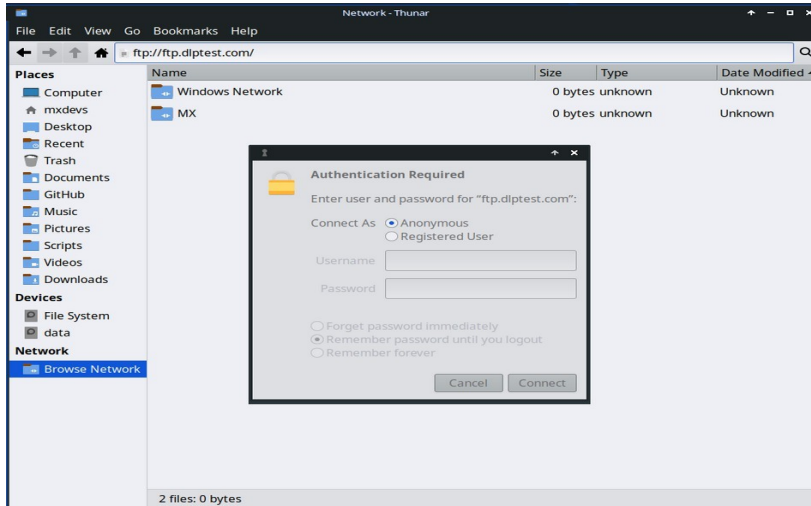 Network - Thunar
File Edit View Go Bookmarks Help
ftp://ftp.dlptest.com/
Places
Computer
mxdevs
Desktop
Recent
Trash
Documents
GitHub
Music
Pictures
Scripts
Videos
Downloads
Devices
File System
data
Network
Browse Network
Name Size Type Date Modified
Windows Network 0 bytes unknown Unknown
MX 0 bytes unknown Unknown
Authentication Required
Enter user and password for “ftp.dlptest.com”:
Connect As Anonymous
Registered User
Username
Password
Forget password immediately
Remember password until you logout
Remember forever
Cancel Connect
2 files: 0 bytes